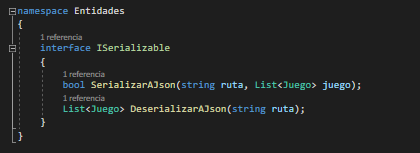 namespace Entidades
{
1 referencia
interface ISerializable
{
1 referencia
bool SerializarAJson(string ruta, List<Juego> juego);
1 referencia
List<Juego> DeserializarAJson(string ruta);
}
}